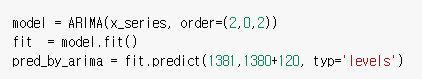 model = ARIMA(x_series, order=(2,0,2))
fit  = model.fit()
pred_by_arima = fit.predict(1381,1380+120, typ='levels')